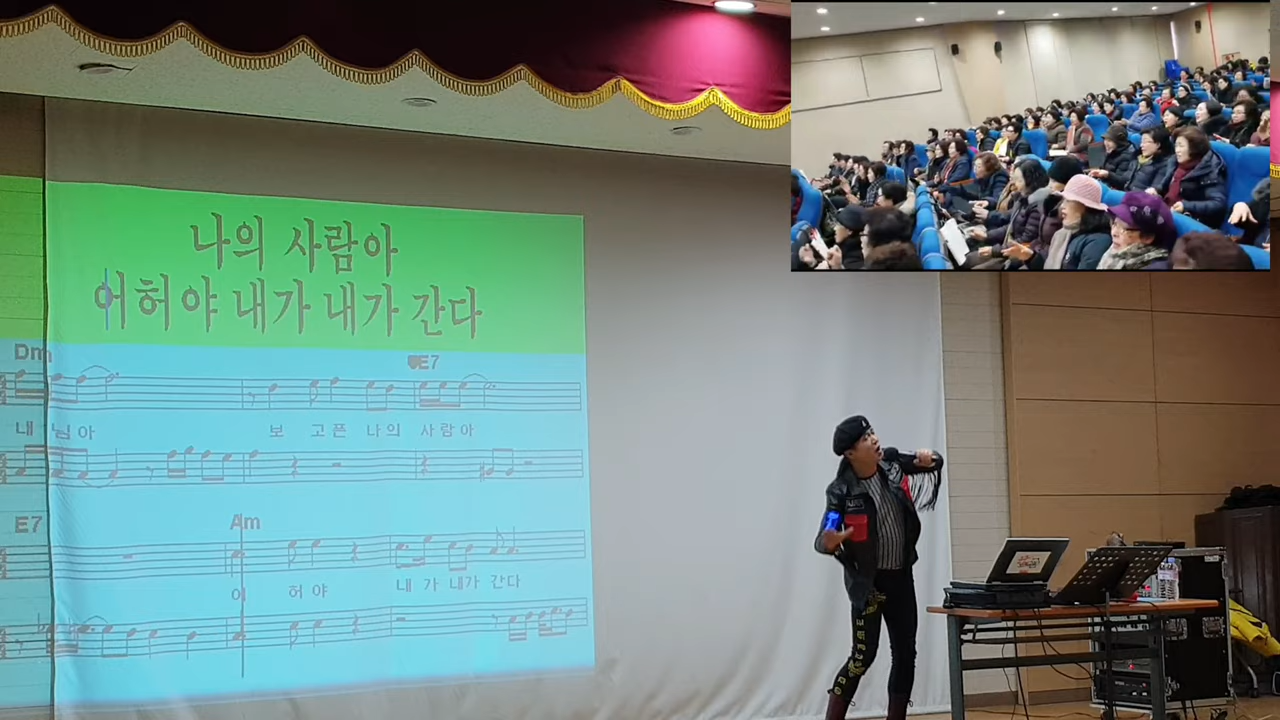 나의 사람아
어허야 내가 내가 간다
Dm E7
내 님아 보 고픈 나의 사람아
E7 Am
어 허야 내 가 내가 간다